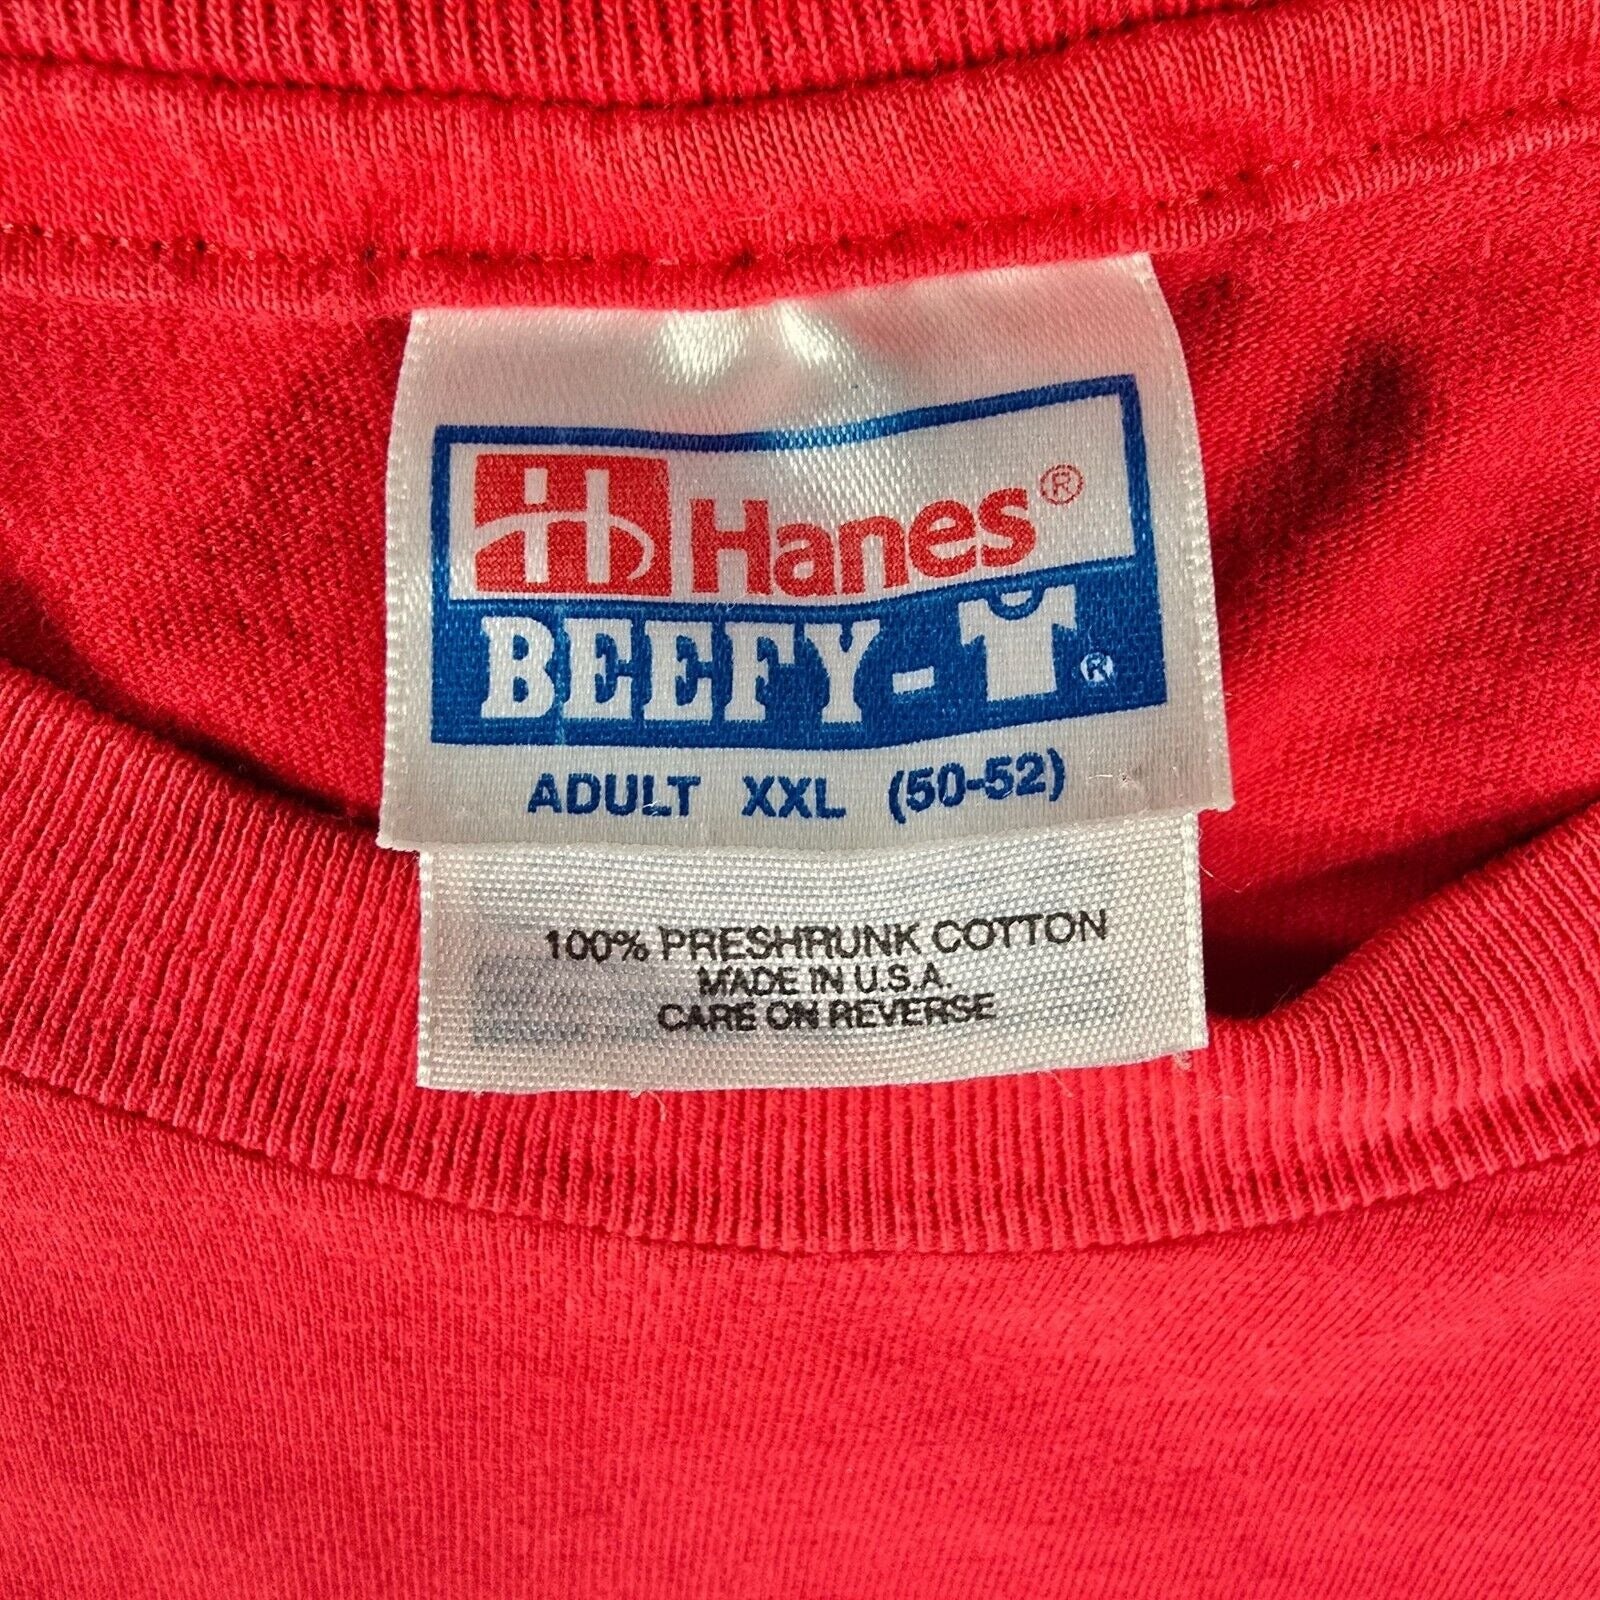 H Hanes®
BEEFY-T®
ADULT XXL (50-52)
100% PRESHRUNK COTTON
MADE IN U.S.A.
CARE ON REVERSE